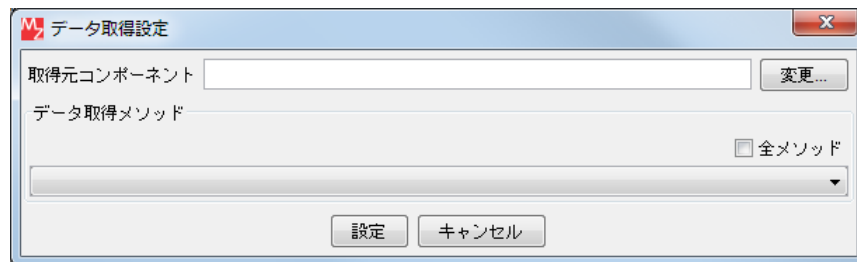 データ取得設定
取得元コンポーネント 変更...
データ取得メソッド
全メソッド
設定 キャンセル